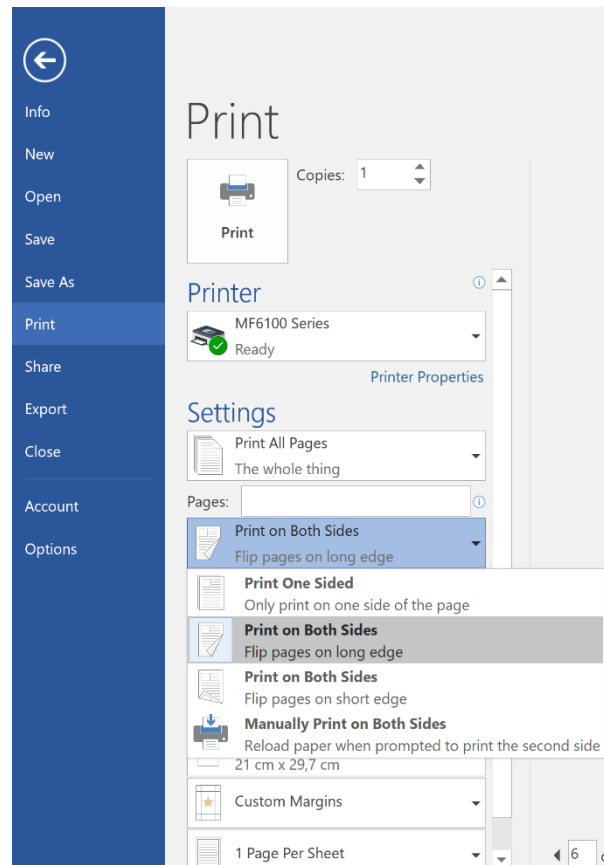 Info
New
Open
Save
Save As
Print
Share
Export
Close
Account
Options
Print
Print
Copies: 1
Printer
MF6100 Series
Ready
Printer Properties
Settings
Print All Pages
The whole thing
Pages:
Print on Both Sides
Flip pages on long edge
Print One Sided
Only print on one side of the page
Print on Both Sides
Flip pages on long edge
Print on Both Sides
Flip pages on short edge
Manually Print on Both Sides
Reload paper when prompted to print the second side
21 cm x 29,7 cm
Custom Margins
1 Page Per Sheet
6